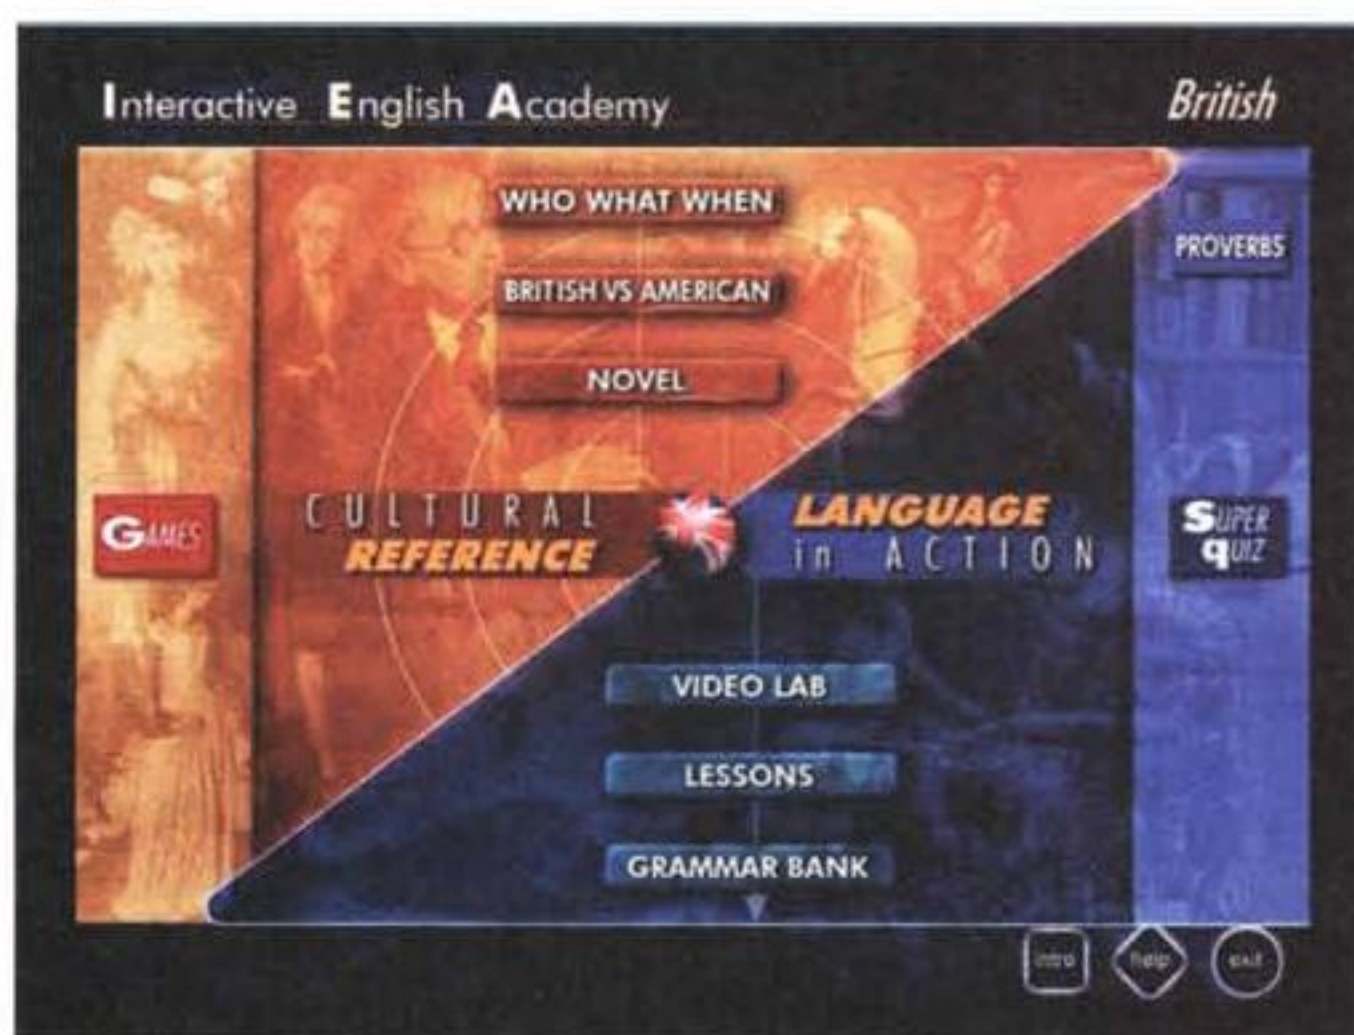 Interactive English Academy
British
WHO WHAT WHEN
BRITISH VS AMERICAN
NOVEL
PROVERBS
GAMES
CULTURAL
REFERENCE
LANGUAGE
in ACTION
SUPER
qUIZ
VIDEO LAB
LESSONS
GRAMMAR BANK
intro
help
exit